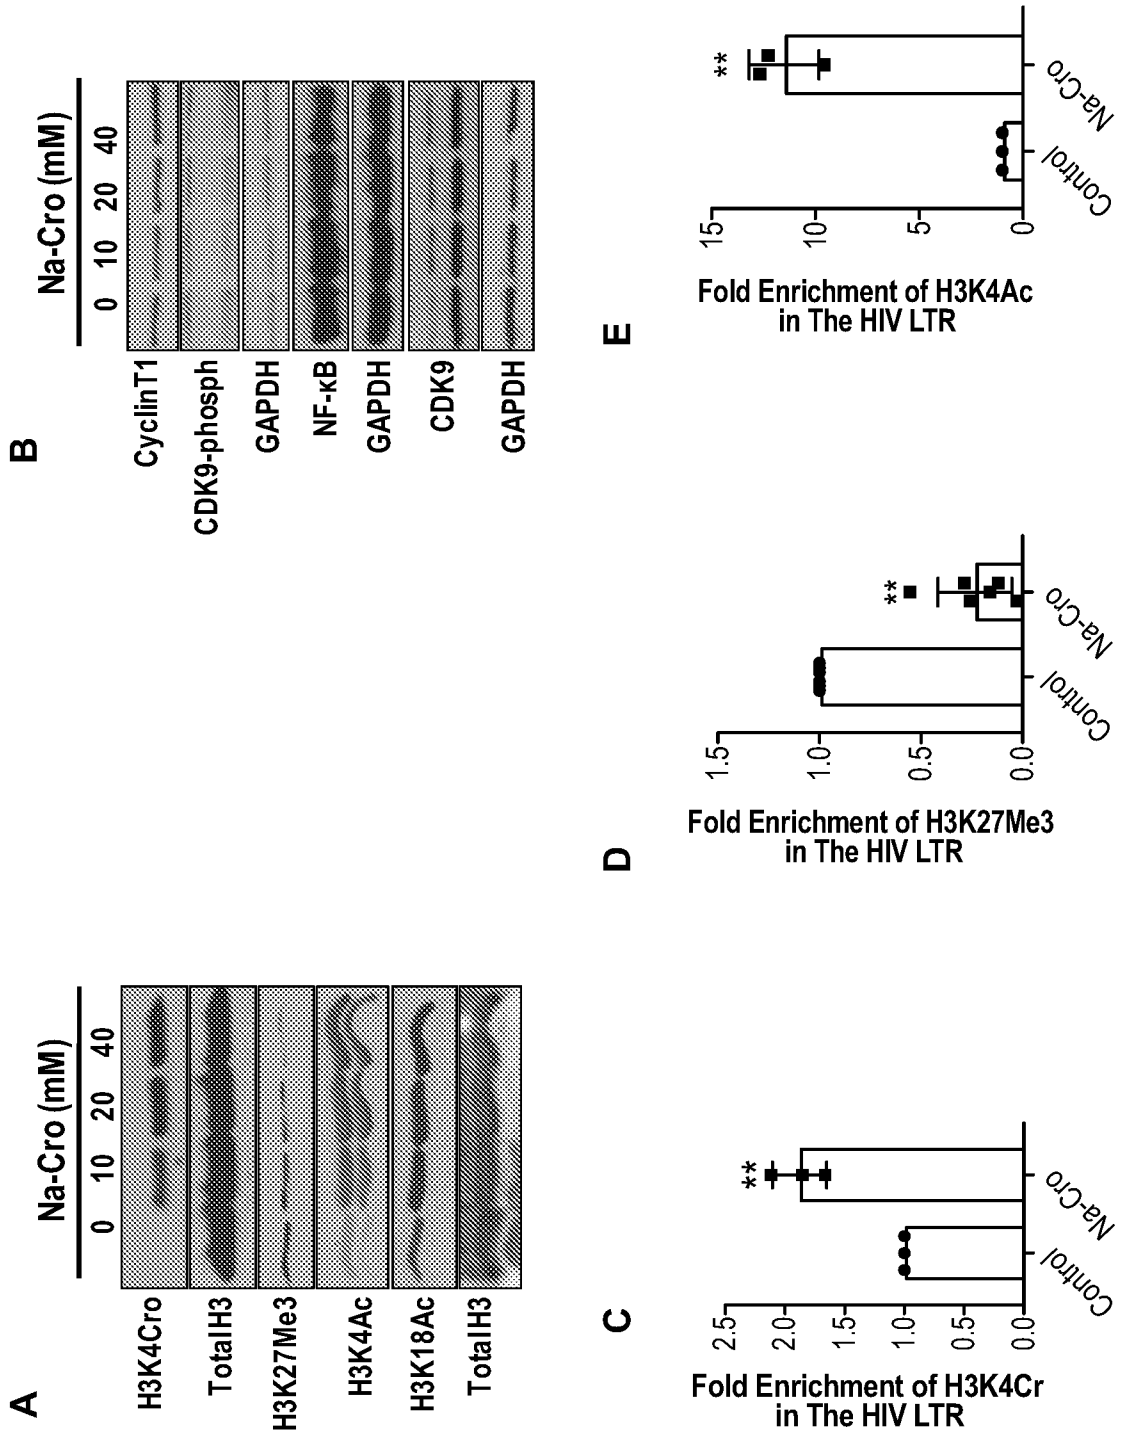 A
Na-Cro (mM)
0 10 20 40
H3K4Cro
TotalH3
H3K27Me3
H3K4Ac
H3K18Ac
TotalH3
B
Na-Cro (mM)
0 10 20 40
CyclinT1
CDK9-phosph
GAPDH
NF-κB
GAPDH
CDK9
GAPDH
C
Fold Enrichment of H3K4Cr
in The HIV LTR
2.5
2.0
1.5
1.0
0.5
0.0
**
Control
Na-Cro
D
Fold Enrichment of H3K27Me3
in The HIV LTR
1.5
1.0
0.5
0.0
**
Control
Na-Cro
E
Fold Enrichment of H3K4Ac
in The HIV LTR
15
10
5
0
**
Control
Na-Cro